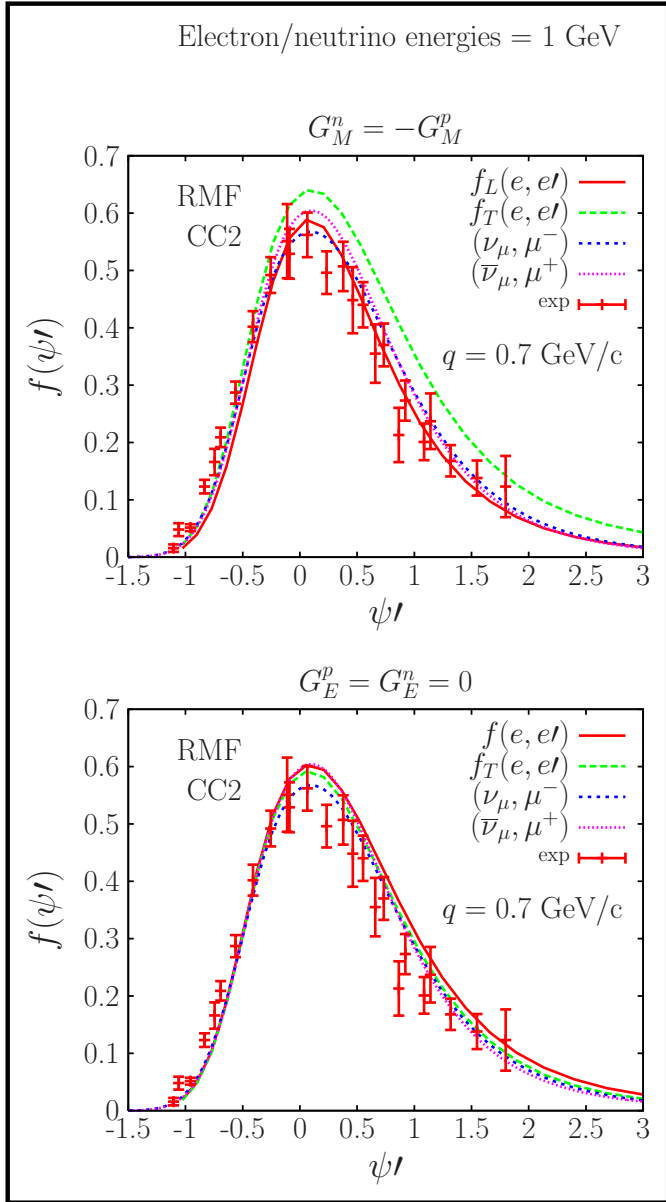 Electron/neutrino energies = 1 GeV
G_M^n = −G_M^p
0.7
0.6
0.5
0.4
0.3
0.2
0.1
0
f(ψ′)
RMF
CC2
f_L(e, e′)
f_T(e, e′)
(ν_μ, μ^−)
(ν̅_μ, μ^+)
exp
q = 0.7 GeV/c
-1.5 -1 -0.5 0 0.5 1 1.5 2 2.5 3
ψ′
G_E^p = G_E^n = 0
0.7
0.6
0.5
0.4
0.3
0.2
0.1
0
f(ψ′)
RMF
CC2
f(e, e′)
f_T(e, e′)
(ν_μ, μ^−)
(ν̅_μ, μ^+)
exp
q = 0.7 GeV/c
-1.5 -1 -0.5 0 0.5 1 1.5 2 2.5 3
ψ′